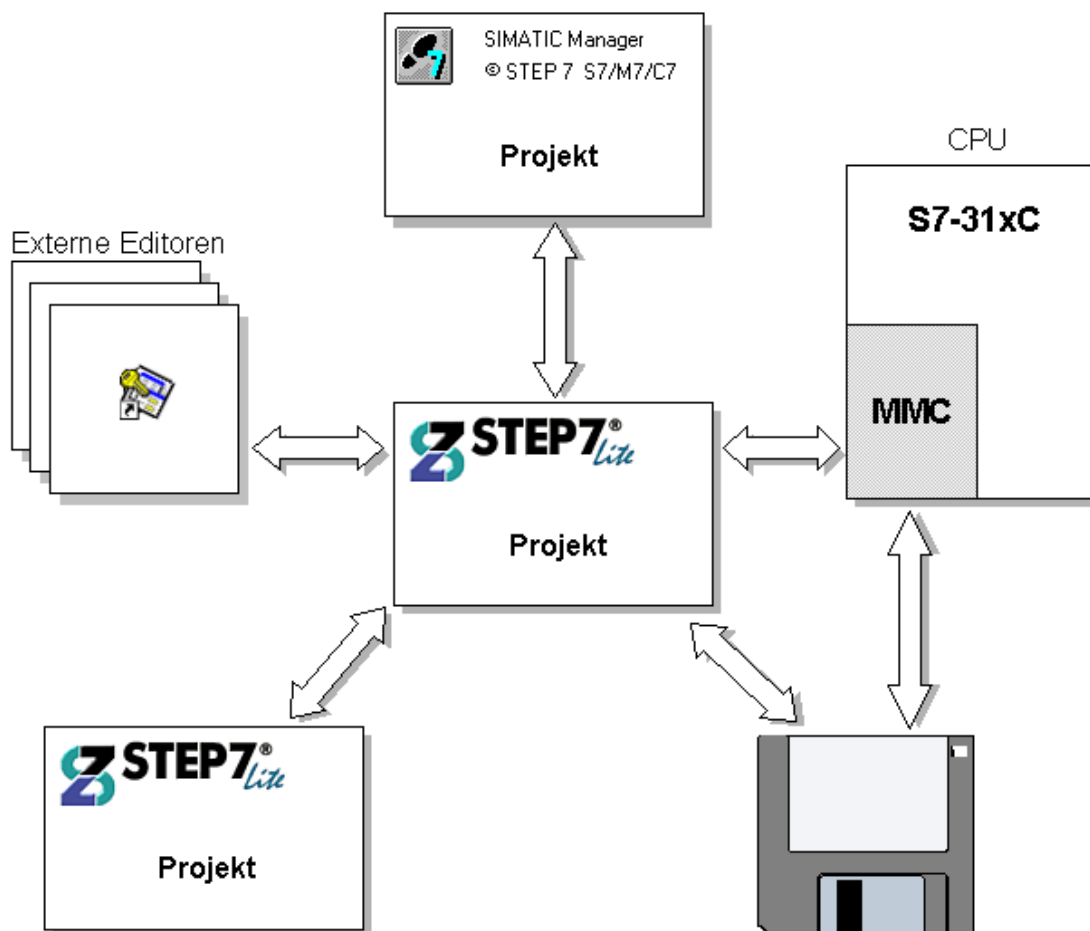 SIMATIC Manager
© STEP 7 S7/M7/C7
Projekt
CPU
S7-31xC
MMC
Externe Editoren
7
STEP7® Lite
Projekt
STEP7® Lite
Projekt